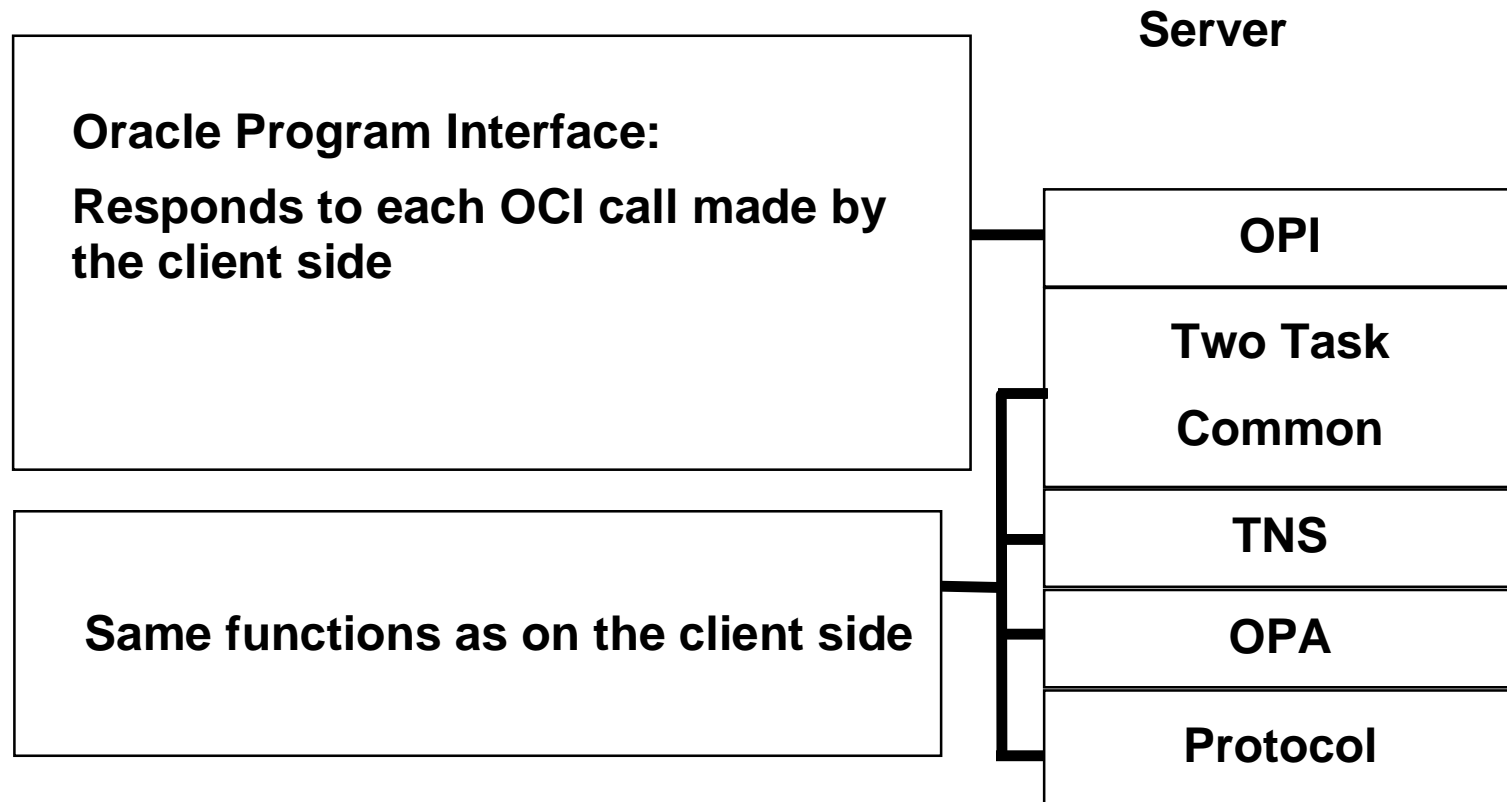 Server
Oracle Program Interface:
Responds to each OCI call made by
the client side
OPI
Two Task
Common
TNS
Same functions as on the client side
OPA
Protocol